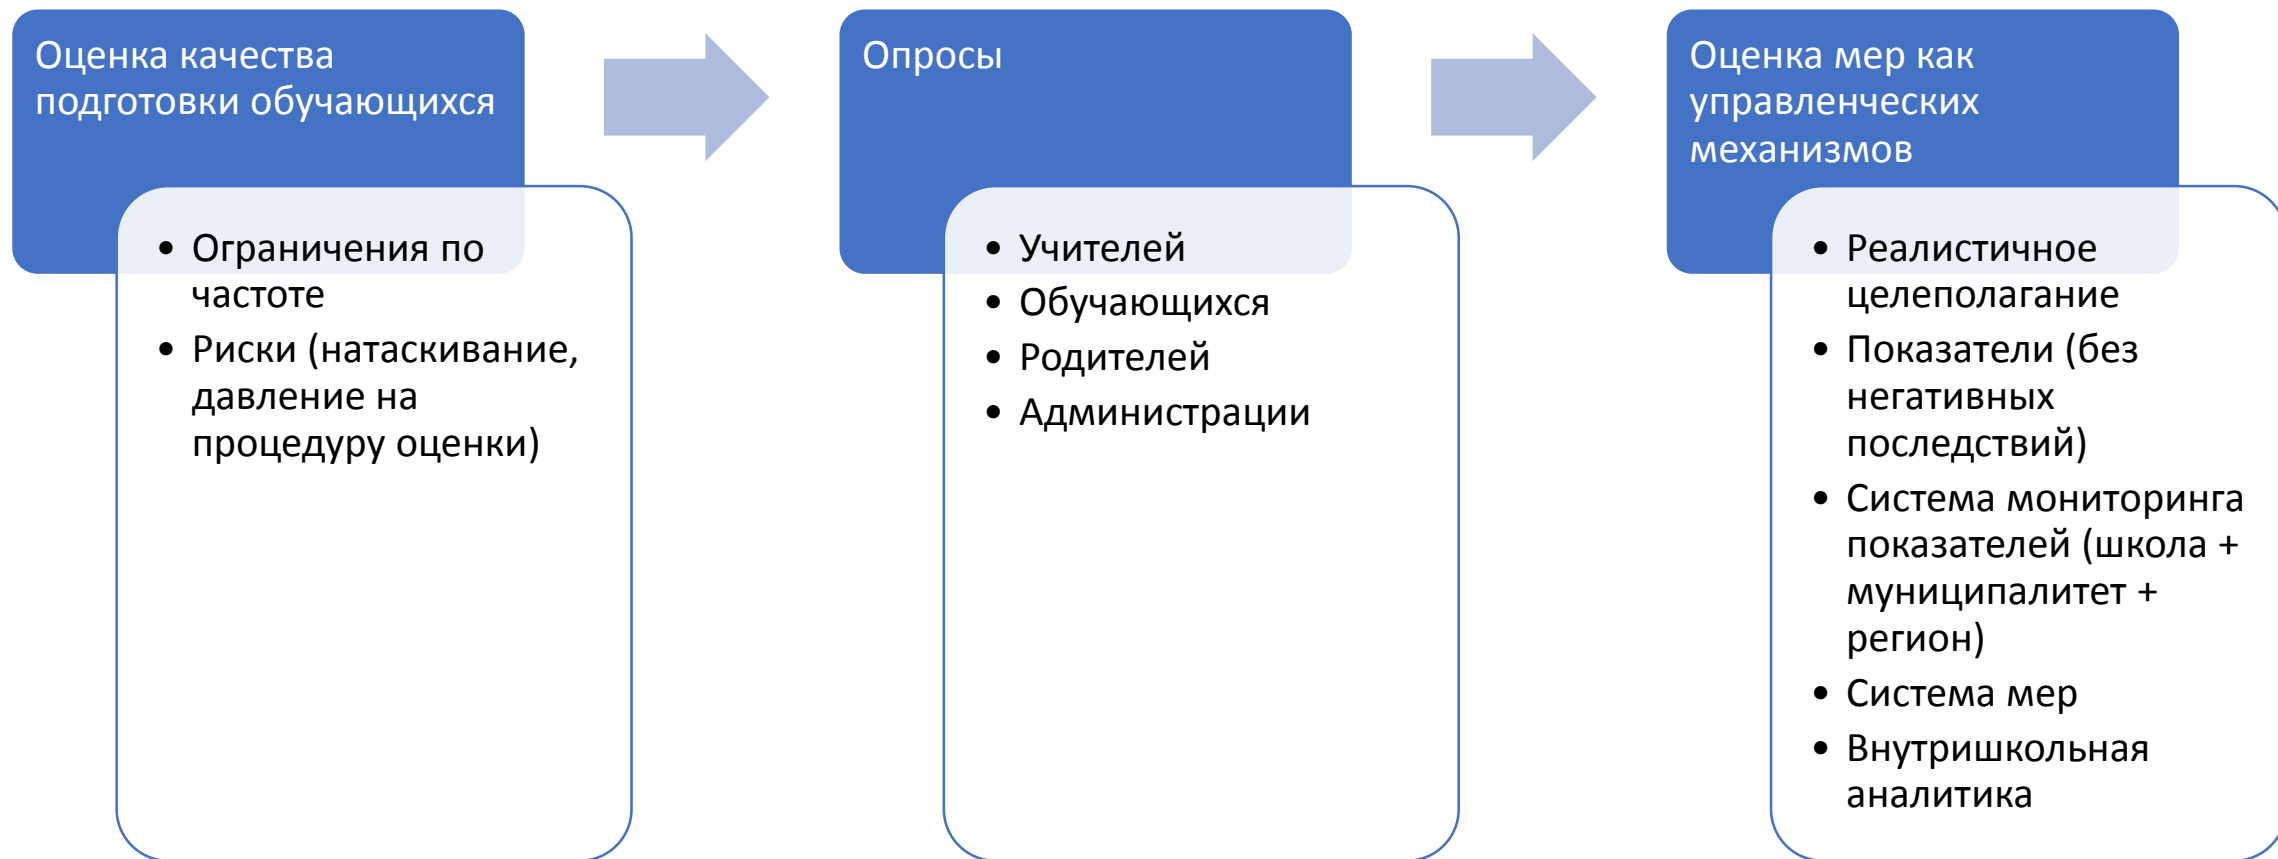 Оценка качества
подготовки обучающихся
• Ограничения по
частоте
• Риски (натаскивание,
давление на
процедуру оценки)
Опросы
• Учителей
• Обучающихся
• Родителей
• Администрации
Оценка мер как
управленческих
механизмов
• Реалистичное
целеполагание
• Показатели (без
негативных
последствий)
• Система мониторинга
показателей (школа +
муниципалитет +
регион)
• Система мер
• Внутришкольная
аналитика